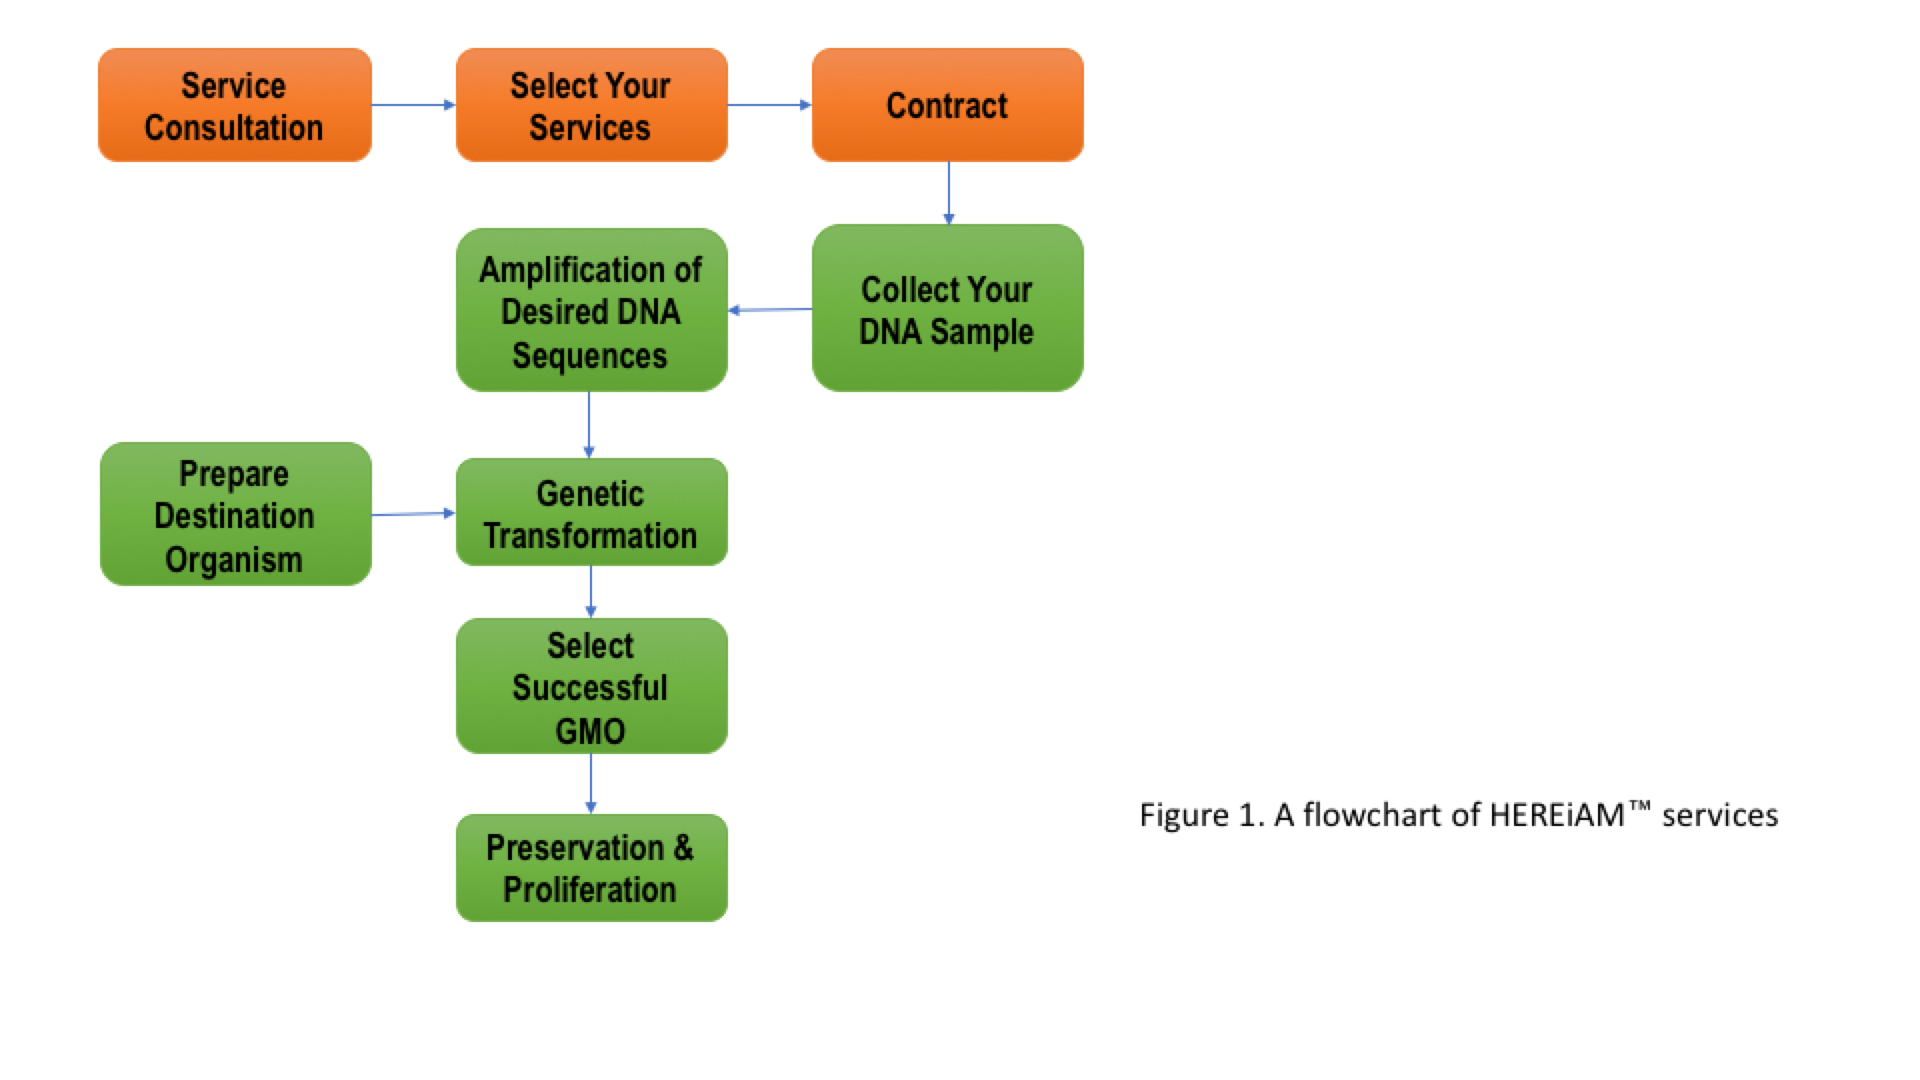 Service
Consultation
Select Your
Services
Contract
Collect Your
DNA Sample
Amplification of
Desired DNA
Sequences
Prepare
Destination
Organism
Genetic
Transformation
Select
Successful
GMO
Preservation &
Proliferation
Figure 1. A flowchart of HEREiAM™ services